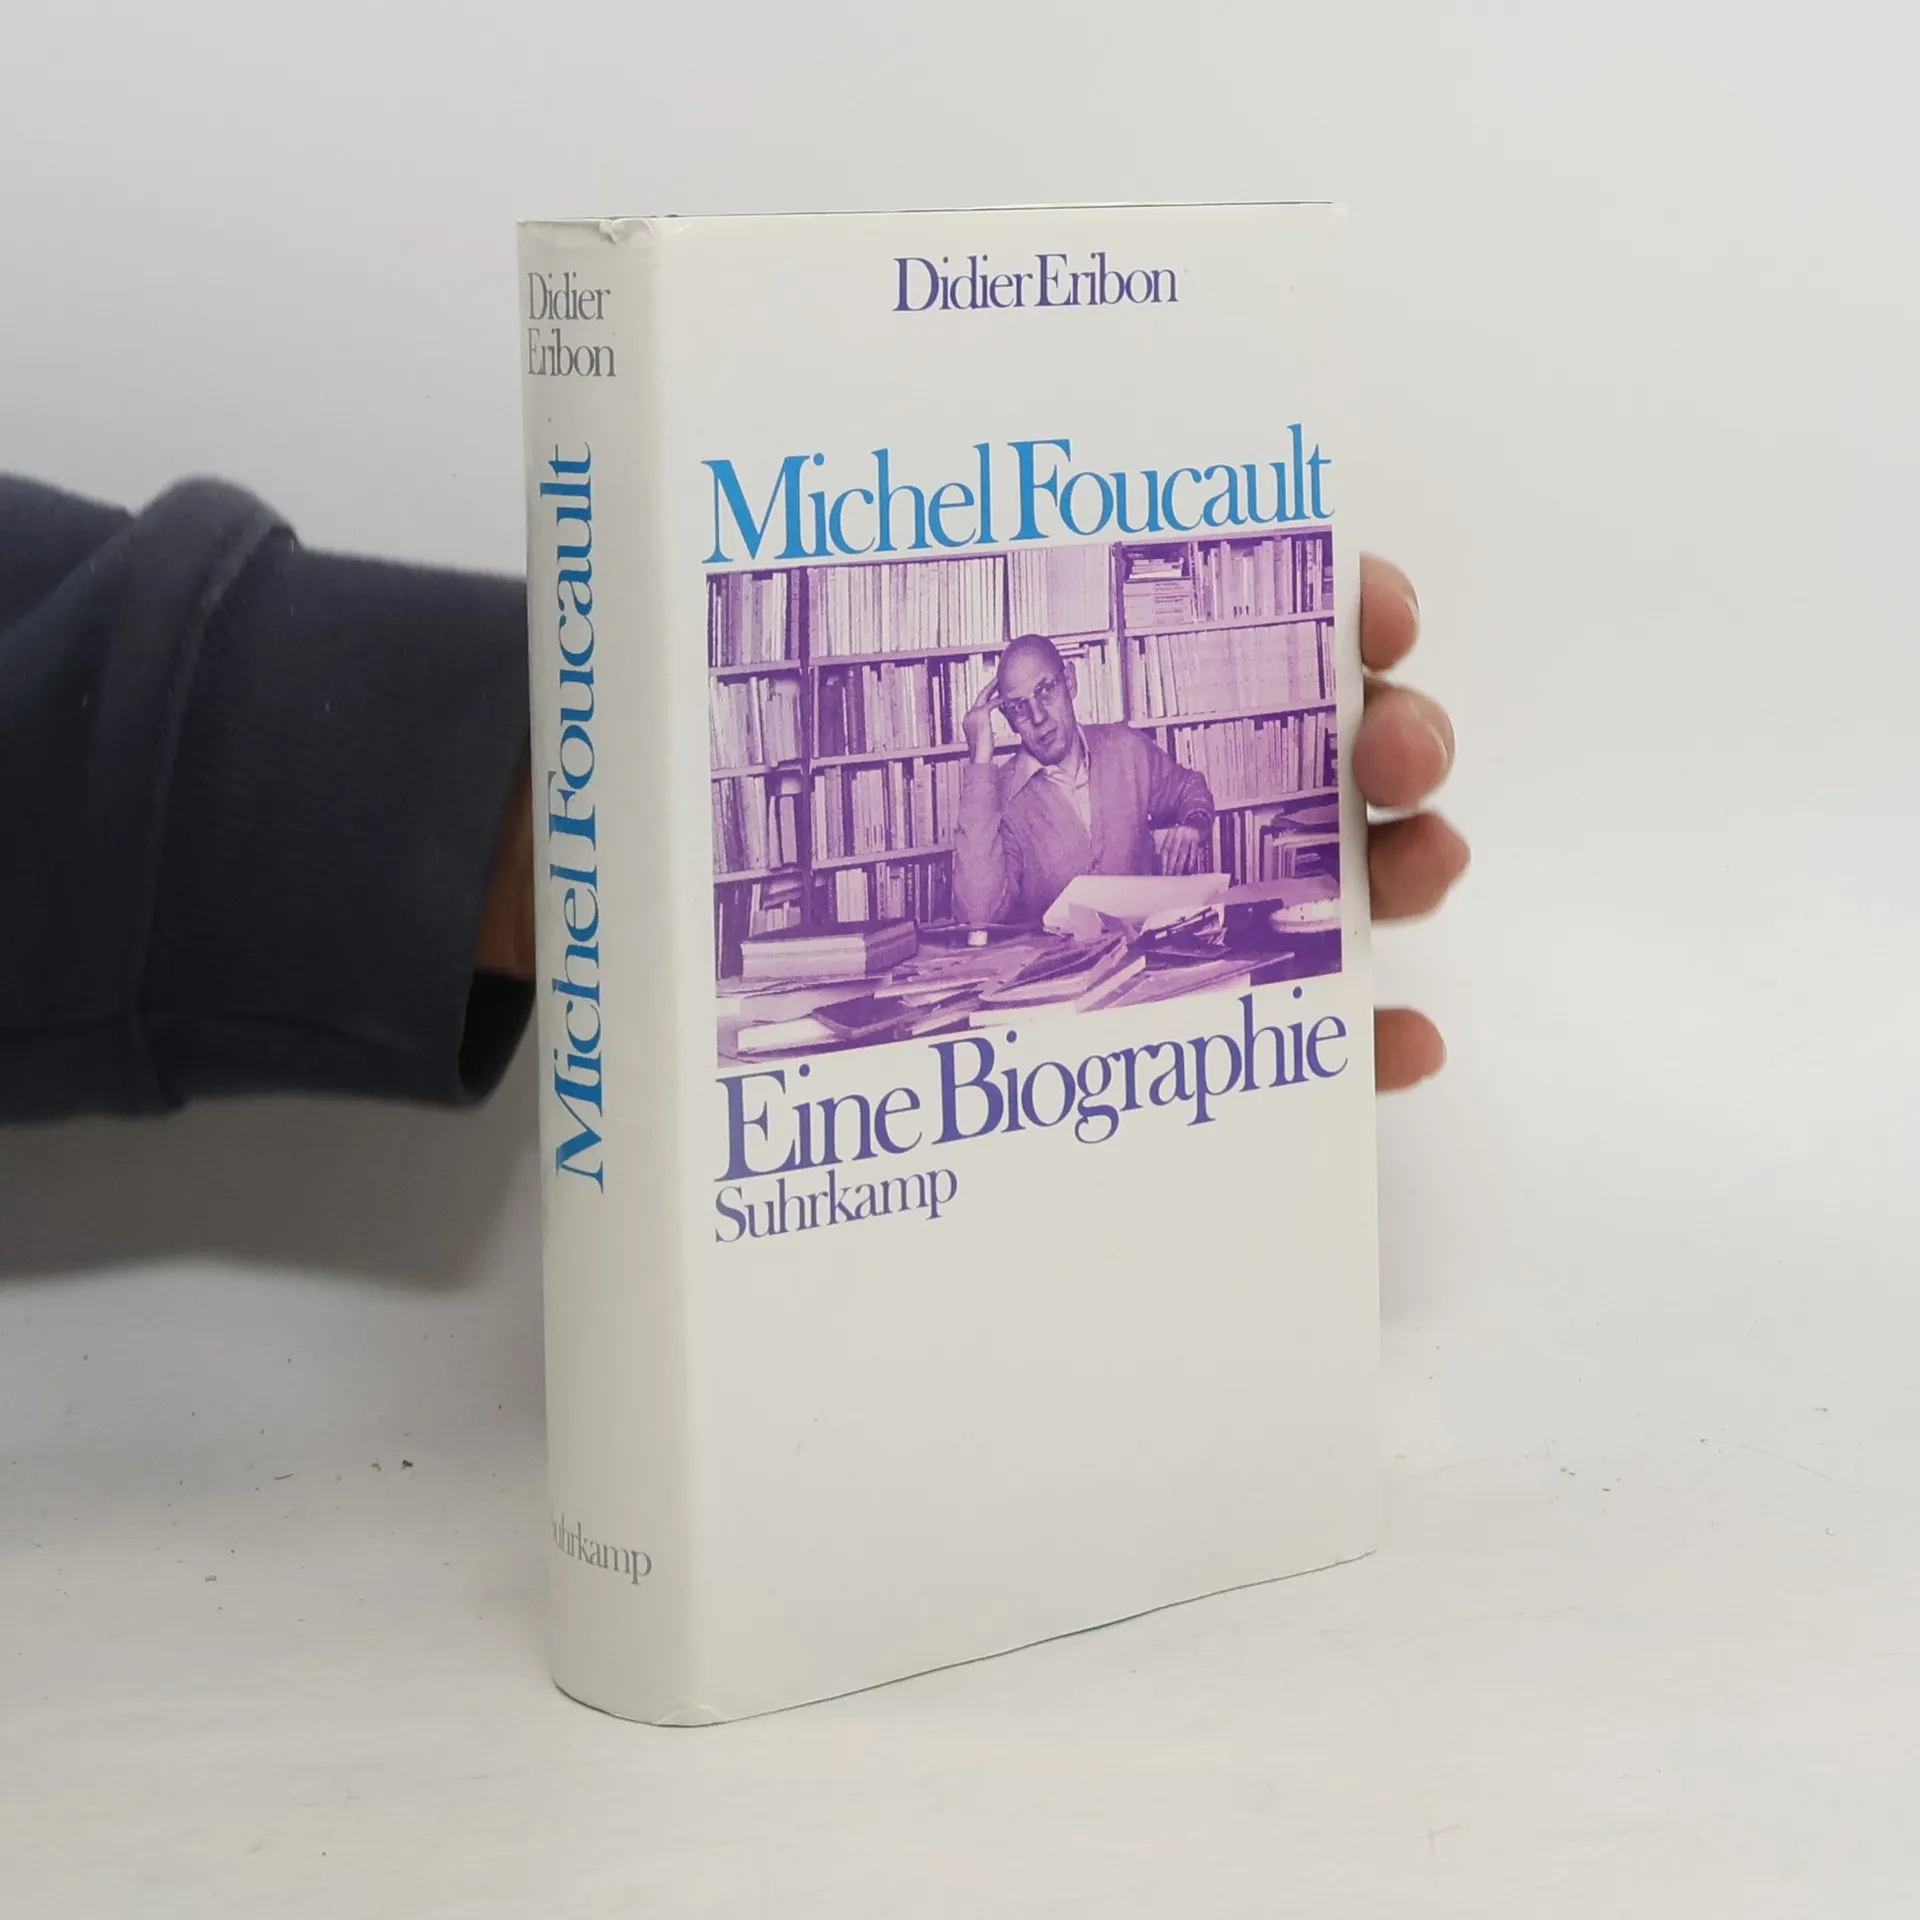 Didier
Eribon
Michel Foucault
Suhrkamp
Didier Eribon
Michel Foucault
Eine Biographie
Suhrkamp